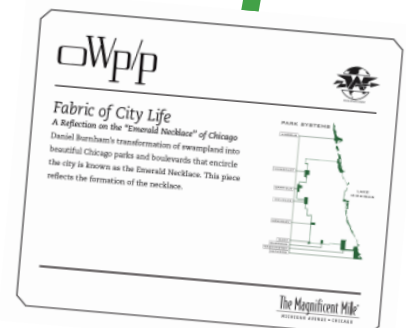 OWp/p
Fabric of City Life
A Reflection on the "Emerald Necklace" of Chicago
Daniel Burnham's transformation of swampland into
beautiful Chicago parks and boulevards that encircle
the city is known as the Emerald Necklace. This piece
reflects the formation of the necklace.
PARK SYSTEMS
LAKE
MICHIGAN
The Magnificent Mile
MICHIGAN AVENUE • CHICAGO